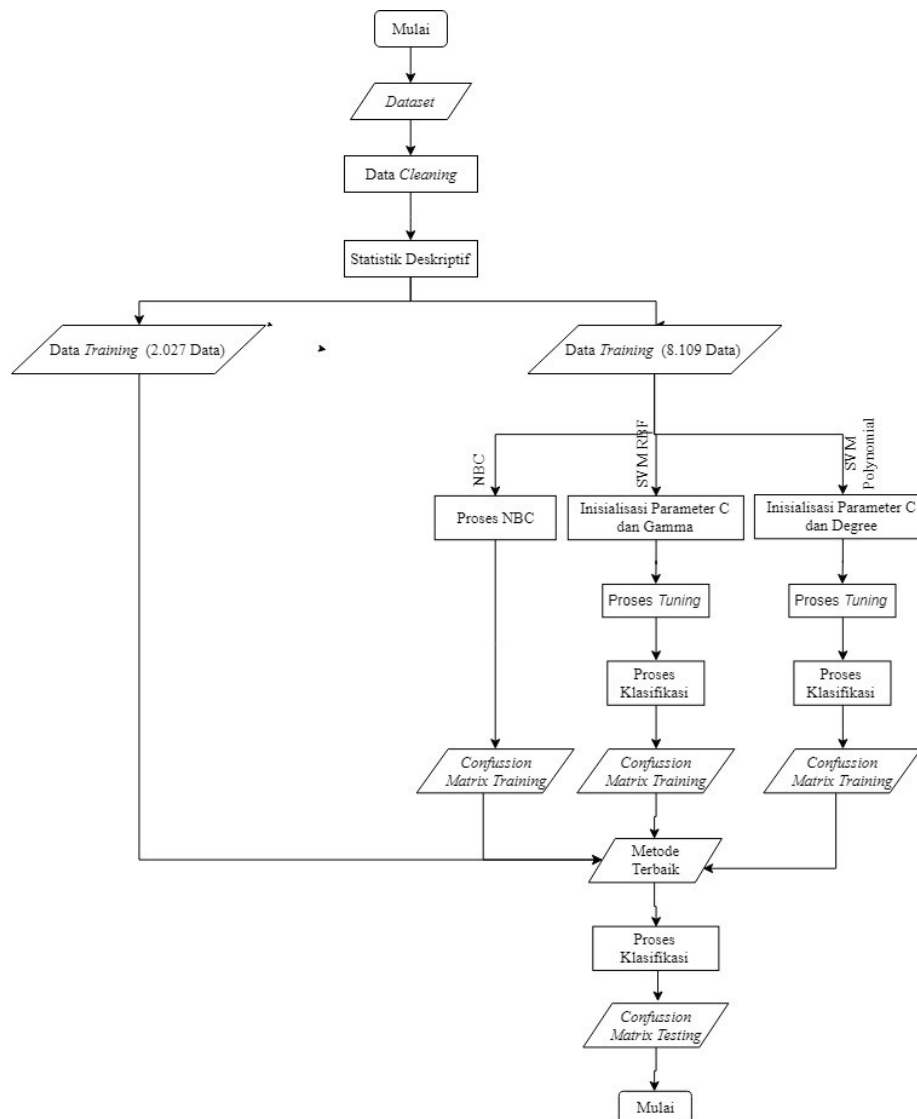 Mulai
Dataset
Data Cleaning
Statistik Deskriptif
Data Training (2.027 Data)
Data Training (8.109 Data)
NBC
SVM RBF
SVM
Polynomial
Proses NBC
Inisialisasi Parameter C
dan Gamma
Inisialisasi Parameter C
dan Degree
Proses Tuning
Proses Tuning
Proses
Klasifikasi
Proses
Klasifikasi
Confussion
Matrix Training
Confussion
Matrix Training
Confussion
Matrix Training
Metode
Terbaik
Proses
Klasifikasi
Confussion
Matrix Testing
Mulai